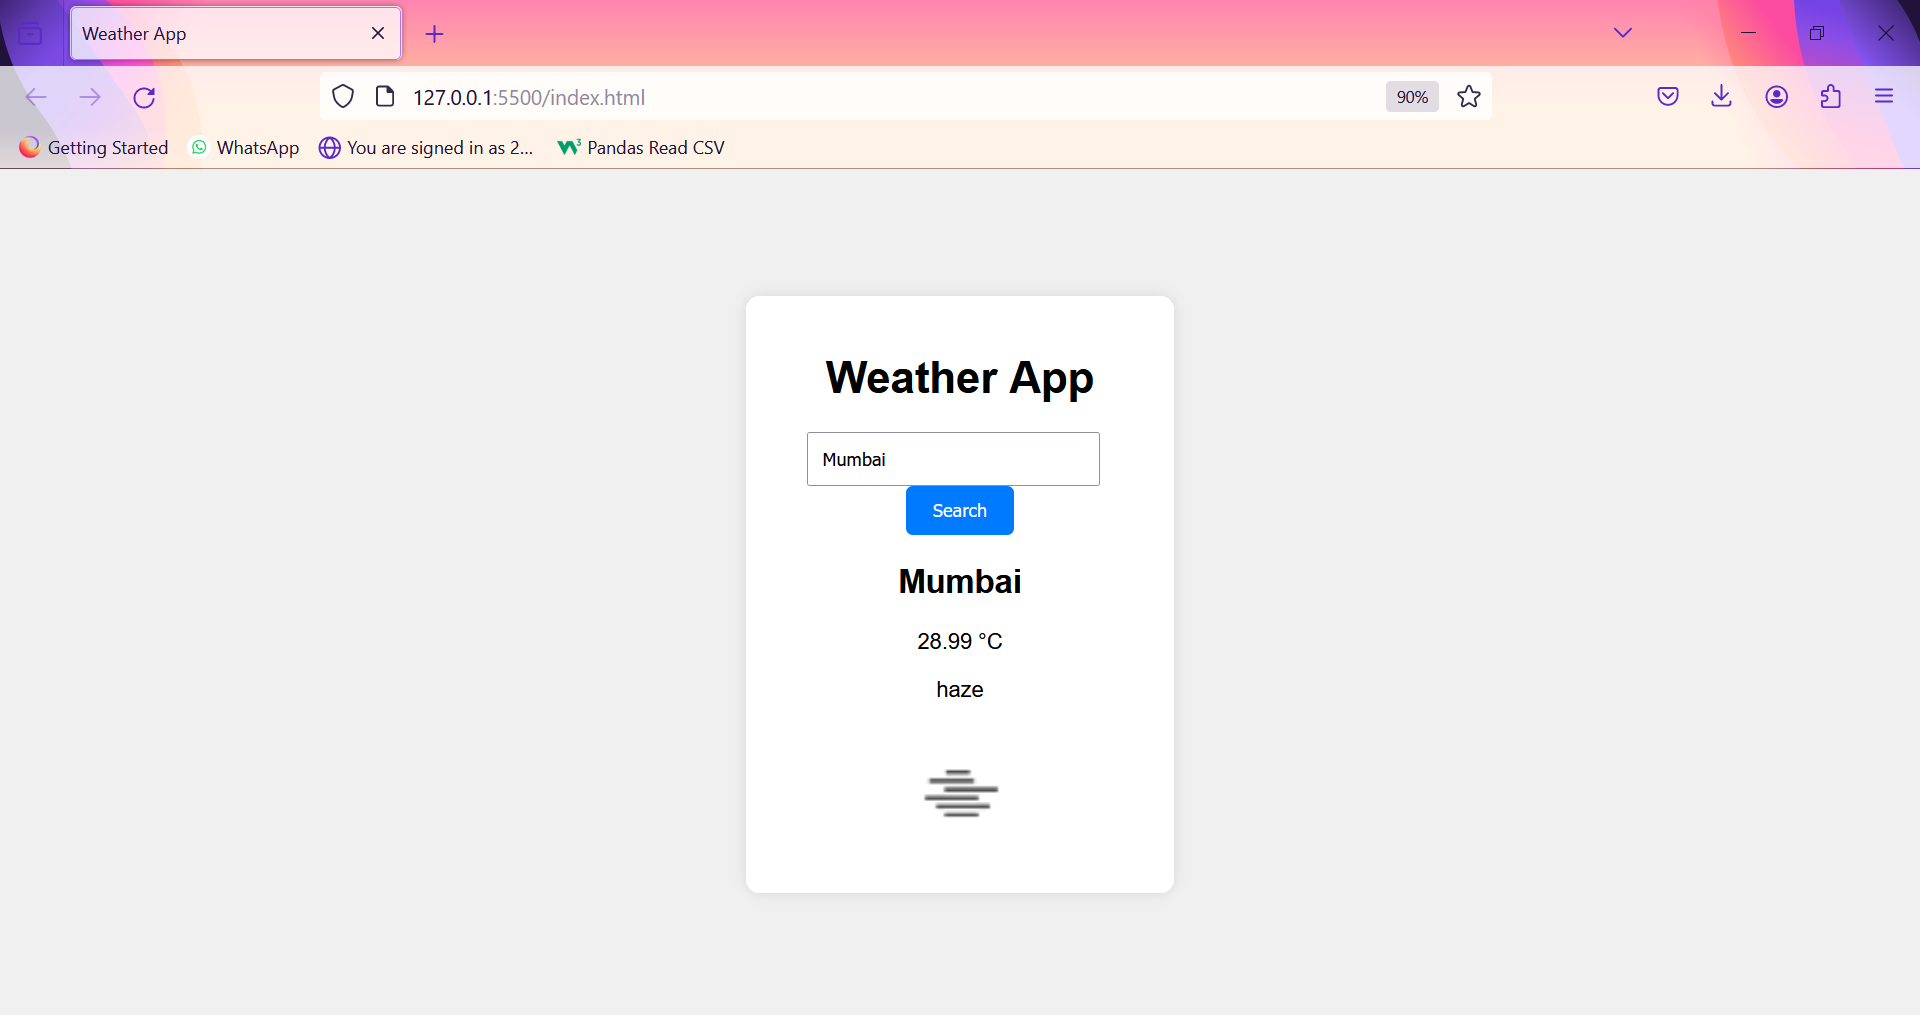 Weather App
127.0.0.1:5500/index.html
90%
Getting Started WhatsApp You are signed in as 2... Pandas Read CSV
Weather App
Mumbai
Search
Mumbai
28.99 °C
haze